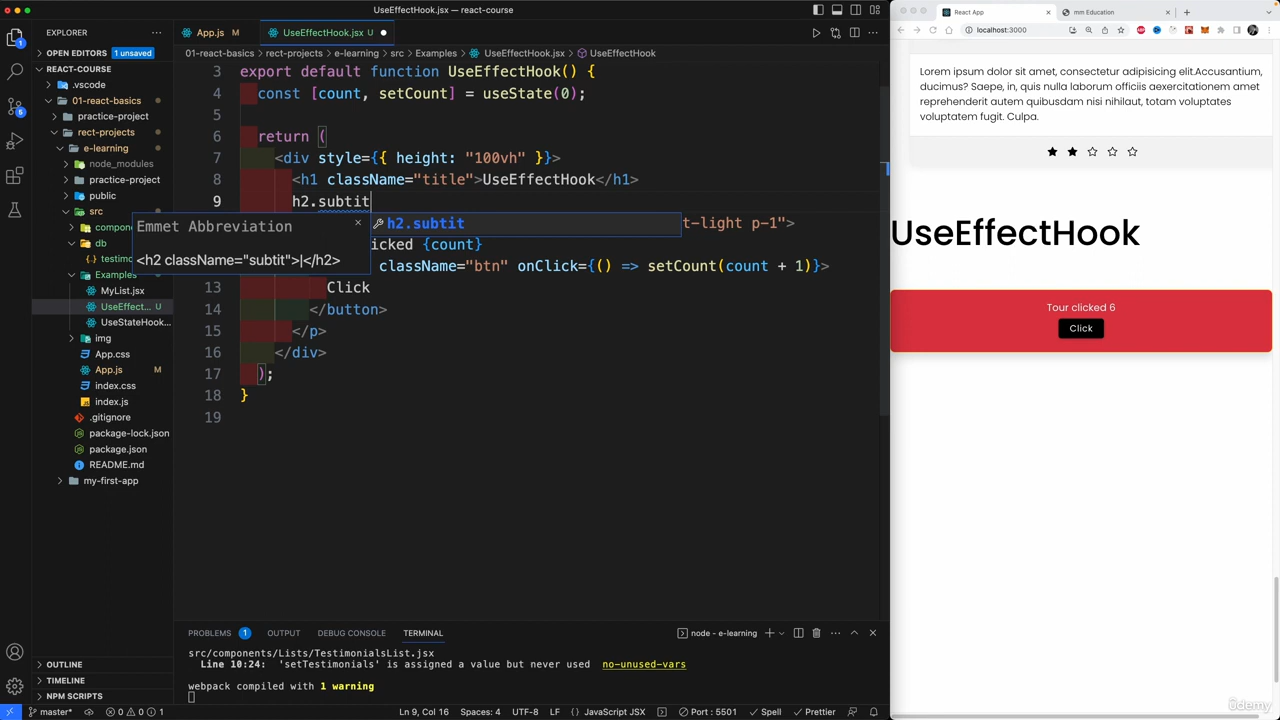 UseEffectHook.jsx — react-course
EXPLORER
OPEN EDITORS 1 unsaved
REACT-COURSE
.vscode
01-react-basics
practice-project
rect-projects
e-learning
node_modules
practice-project
public
src
compone
db
testimo
Examples
MyList.jsx
UseEffect... U
UseStateHook...
img
App.css
App.js M
index.css
index.js
.gitignore
package-lock.json
package.json
README.md
my-first-app
OUTLINE
TIMELINE
NPM SCRIPTS
App.js M
UseEffectHook.jsx U
01-react-basics > rect-projects > e-learning > src > Examples > UseEffectHook.jsx > UseEffectHook
3 export default function UseEffectHook() {
4 const [count, setCount] = useState(0);
5
6 return (
7 <div style={{ height: "100vh" }}>
8 <h1 className="title">UseEffectHook</h1>
9 h2.subtit
h2.subtit
t-light p-1">
Emmet Abbreviation
<h2 className="subtit">|</h2>
icked {count}
className="btn" onClick={() => setCount(count + 1)}>
13 Click
14 </button>
15 </p>
16 </div>
17 );
18 }
19
PROBLEMS 1 OUTPUT DEBUG CONSOLE TERMINAL
node - e-learning
src/components/Lists/TestimonialsList.jsx
Line 10:24: 'setTestimonials' is assigned a value but never used no-unused-vars
webpack compiled with 1 warning
master* 0 0 1
Ln 9, Col 16 Spaces: 4 UTF-8 LF {} JavaScript JSX Port : 5501 Spell Prettier
React App
mm Education
localhost:3000
Lorem ipsum dolor sit amet, consectetur adipisicing elit.Accusantium,
ducimus? Saepe, in, quis nulla laborum officiis aexercitationem amet
reprehenderit autem quibusdam nisi nihilaut, totam voluptates
voluptatem fugit. Culpa.
UseEffectHook
Tour clicked 6
Click
ûdemy